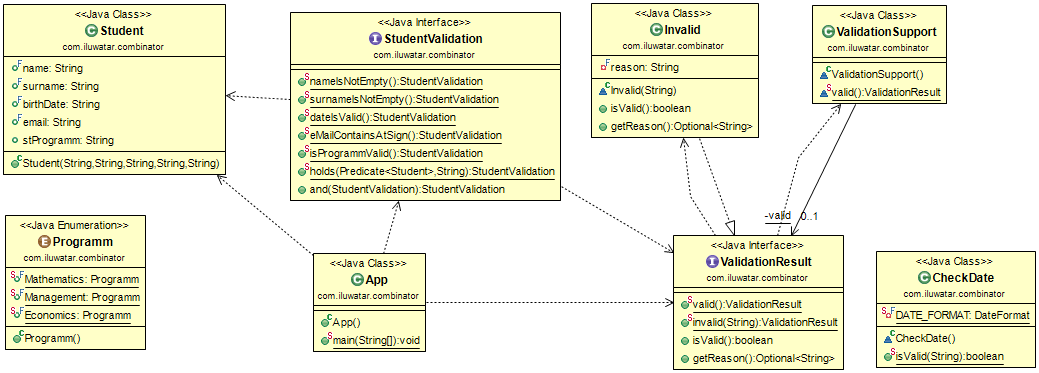 <<Java Class>>
Student
com.iluwatar.combinator
name: String
surname: String
birthDate: String
email: String
stProgramm: String
Student(String,String,String,String,String)
<<Java Interface>>
StudentValidation
com.iluwatar.combinator
nameIsNotEmpty():StudentValidation
surnameIsNotEmpty():StudentValidation
dateIsValid():StudentValidation
eMailContainsAtSign():StudentValidation
isProgrammValid():StudentValidation
holds(Predicate<Student>,String):StudentValidation
and(StudentValidation):StudentValidation
<<Java Class>>
Invalid
com.iluwatar.combinator
reason: String
Invalid(String)
isValid():boolean
getReason():Optional<String>
<<Java Class>>
ValidationSupport
com.iluwatar.combinator
ValidationSupport()
valid():ValidationResult
-valid 0..1
<<Java Enumeration>>
Programm
com.iluwatar.combinator
Mathematics: Programm
Management: Programm
Economics: Programm
Programm()
<<Java Class>>
App
com.iluwatar.combinator
App()
main(String[]):void
<<Java Interface>>
ValidationResult
com.iluwatar.combinator
valid():ValidationResult
invalid(String):ValidationResult
isValid():boolean
getReason():Optional<String>
<<Java Class>>
CheckDate
com.iluwatar.combinator
DATE_FORMAT: DateFormat
CheckDate()
isValid(String):boolean